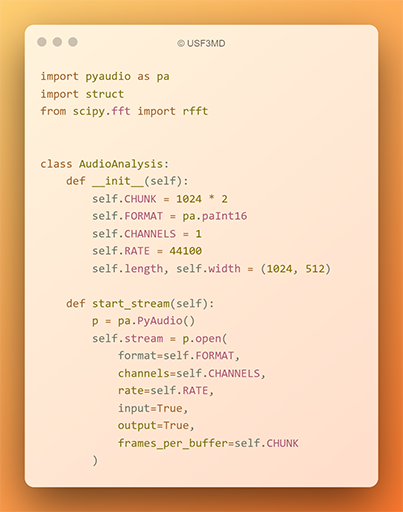 © USF3MD
import pyaudio as pa
import struct
from scipy.fft import rfft
class AudioAnalysis:
    def __init__(self):
        self.CHUNK = 1024 * 2
        self.FORMAT = pa.paInt16
        self.CHANNELS = 1
        self.RATE = 44100
        self.length, self.width = (1024, 512)
    def start_stream(self):
        p = pa.PyAudio()
        self.stream = p.open(
            format=self.FORMAT,
            channels=self.CHANNELS,
            rate=self.RATE,
            input=True,
            output=True,
            frames_per_buffer=self.CHUNK
        )